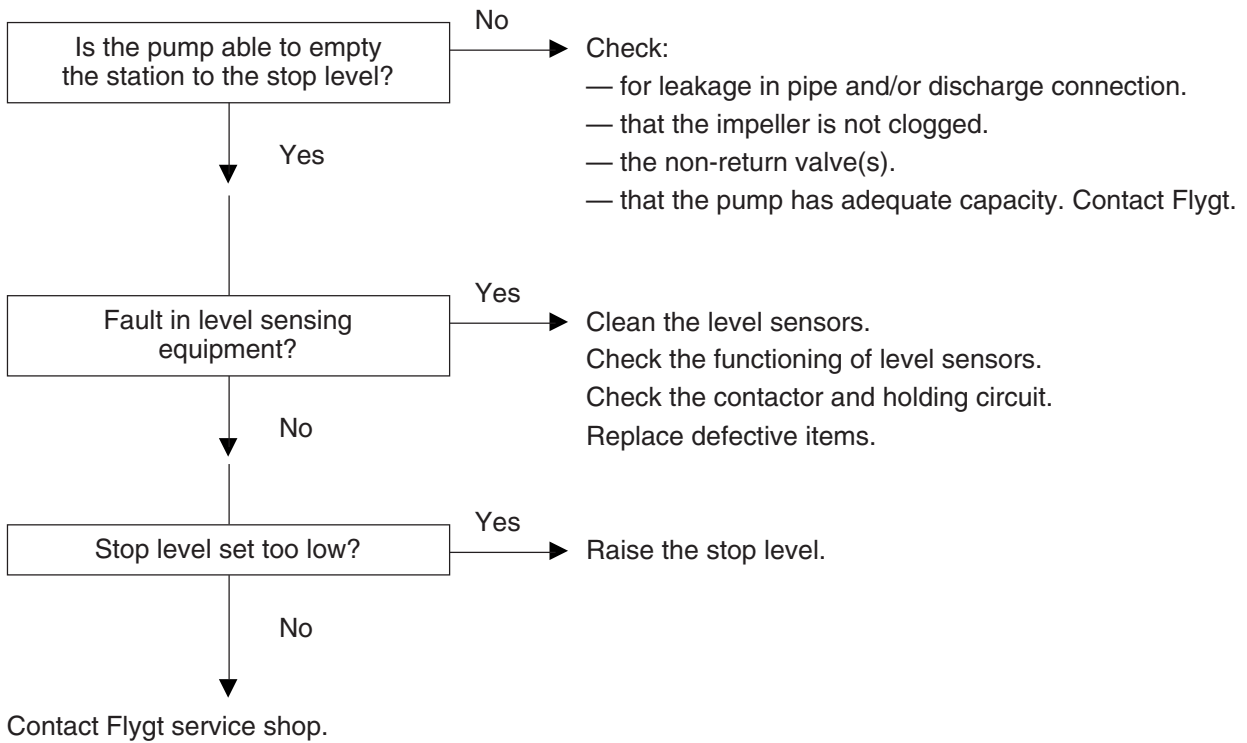 Is the pump able to empty
the station to the stop level?
No
Check:
— for leakage in pipe and/or discharge connection.
— that the impeller is not clogged.
— the non-return valve(s).
— that the pump has adequate capacity. Contact Flygt.
Yes
Fault in level sensing
equipment?
Yes
Clean the level sensors.
Check the functioning of level sensors.
Check the contactor and holding circuit.
Replace defective items.
No
Stop level set too low?
Yes
Raise the stop level.
No
Contact Flygt service shop.